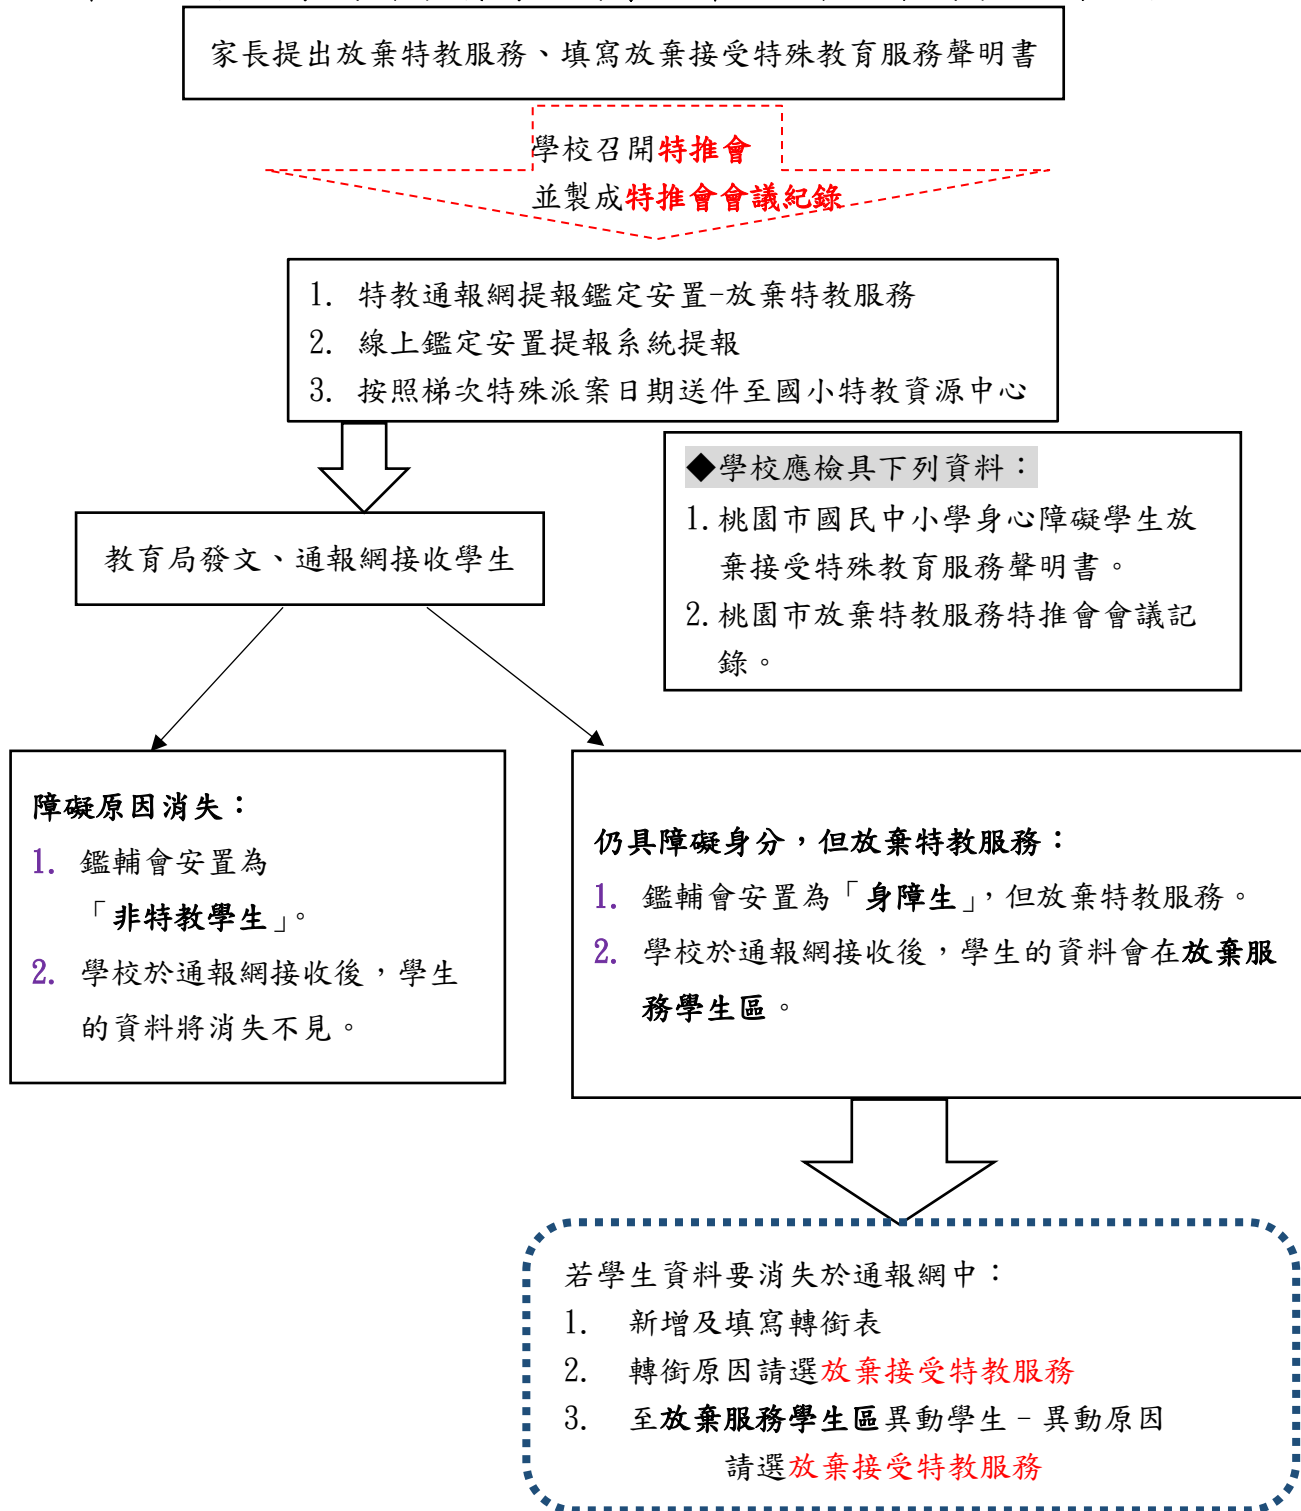 家長提出放棄特教服務、填寫放棄接受特殊教育服務聲明書
學校召開特推會
並製成特推會會議紀錄
1. 特教通報網提報鑑定安置-放棄特教服務
2. 線上鑑定安置提報系統提報
3. 按照梯次特殊派案日期送件至國小特教資源中心
◆學校應檢具下列資料：
1.桃園市國民中小學身心障礙學生放
棄接受特殊教育服務聲明書。
2.桃園市放棄特教服務特推會會議記
錄。
教育局發文、通報網接收學生
障礙原因消失：
1. 鑑輔會安置為
「非特教學生」。
2. 學校於通報網接收後，學生
的資料將消失不見。
仍具障礙身分，但放棄特教服務：
1. 鑑輔會安置為「身障生」，但放棄特教服務。
2. 學校於通報網接收後，學生的資料會在放棄服
務學生區。
若學生資料要消失於通報網中：
1. 新增及填寫轉銜表
2. 轉銜原因請選放棄接受特教服務
3. 至放棄服務學生區異動學生－異動原因
請選放棄接受特教服務